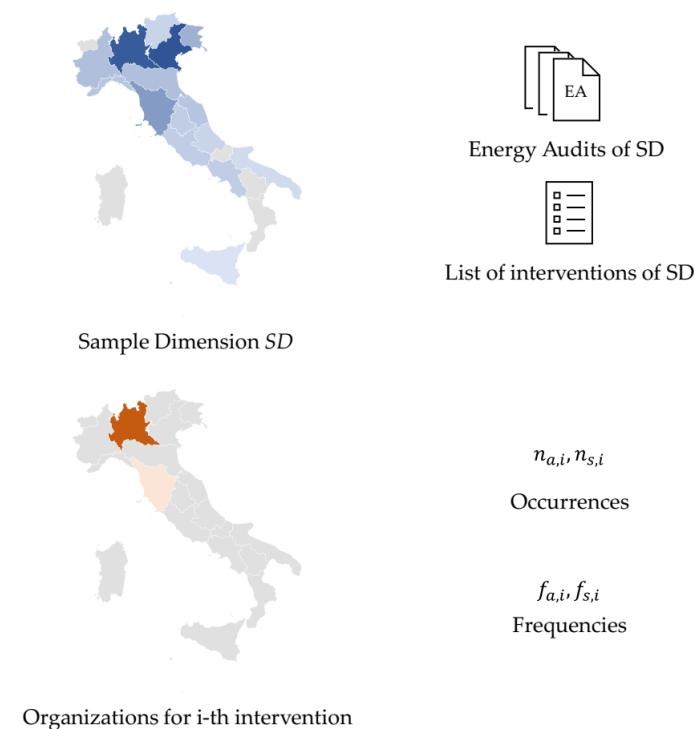 EA
Energy Audits of SD
List of interventions of SD
Sample Dimension SD
n_{a,i}, n_{s,i}
Occurrences
f_{a,i}, f_{s,i}
Frequencies
Organizations for i-th intervention